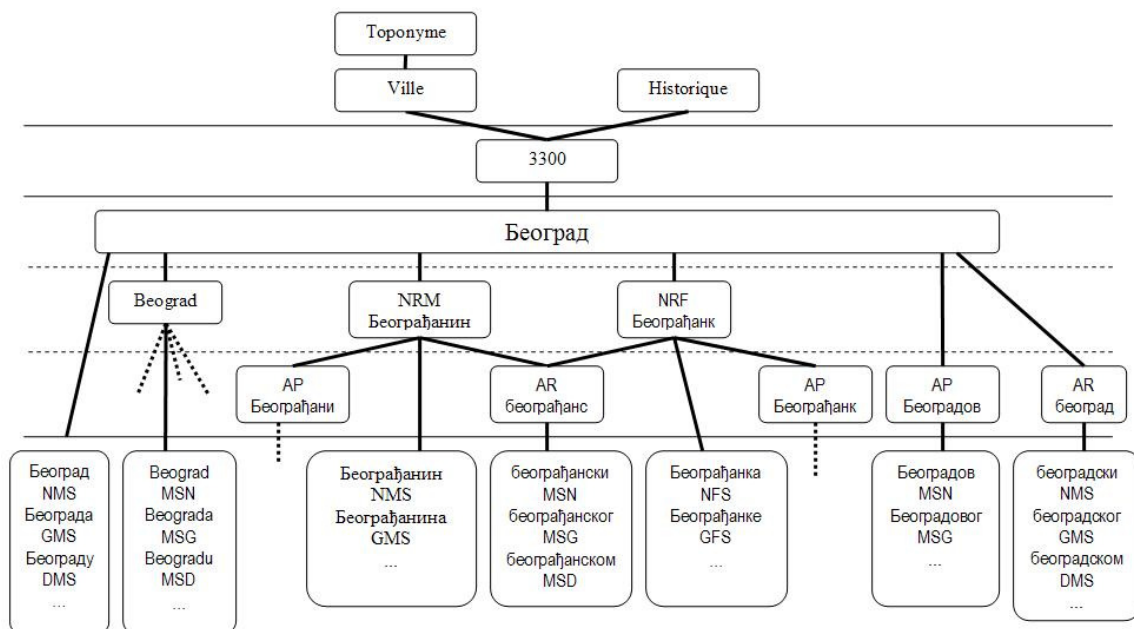 Toponyme
Ville
Historique
3300
Београд
Beograd
NRM
Београђанин
NRF
Београђанк
AP
Београђани
AR
београђанс
AP
Београђанк
AP
Београдов
AR
београд
Београд
NMS
Београда
GMS
Београду
DMS
...
Beograd
MSN
Beograda
MSG
Beogradu
MSD
...
Београђанин
NMS
Београђанина
GMS
...
београђански
MSN
београђанског
MSG
београђанском
MSD
Београђанка
NFS
Београђанке
GFS
...
Београдов
MSN
Београдовог
MSG
...
београдски
NMS
београдског
GMS
београдском
DMS
...